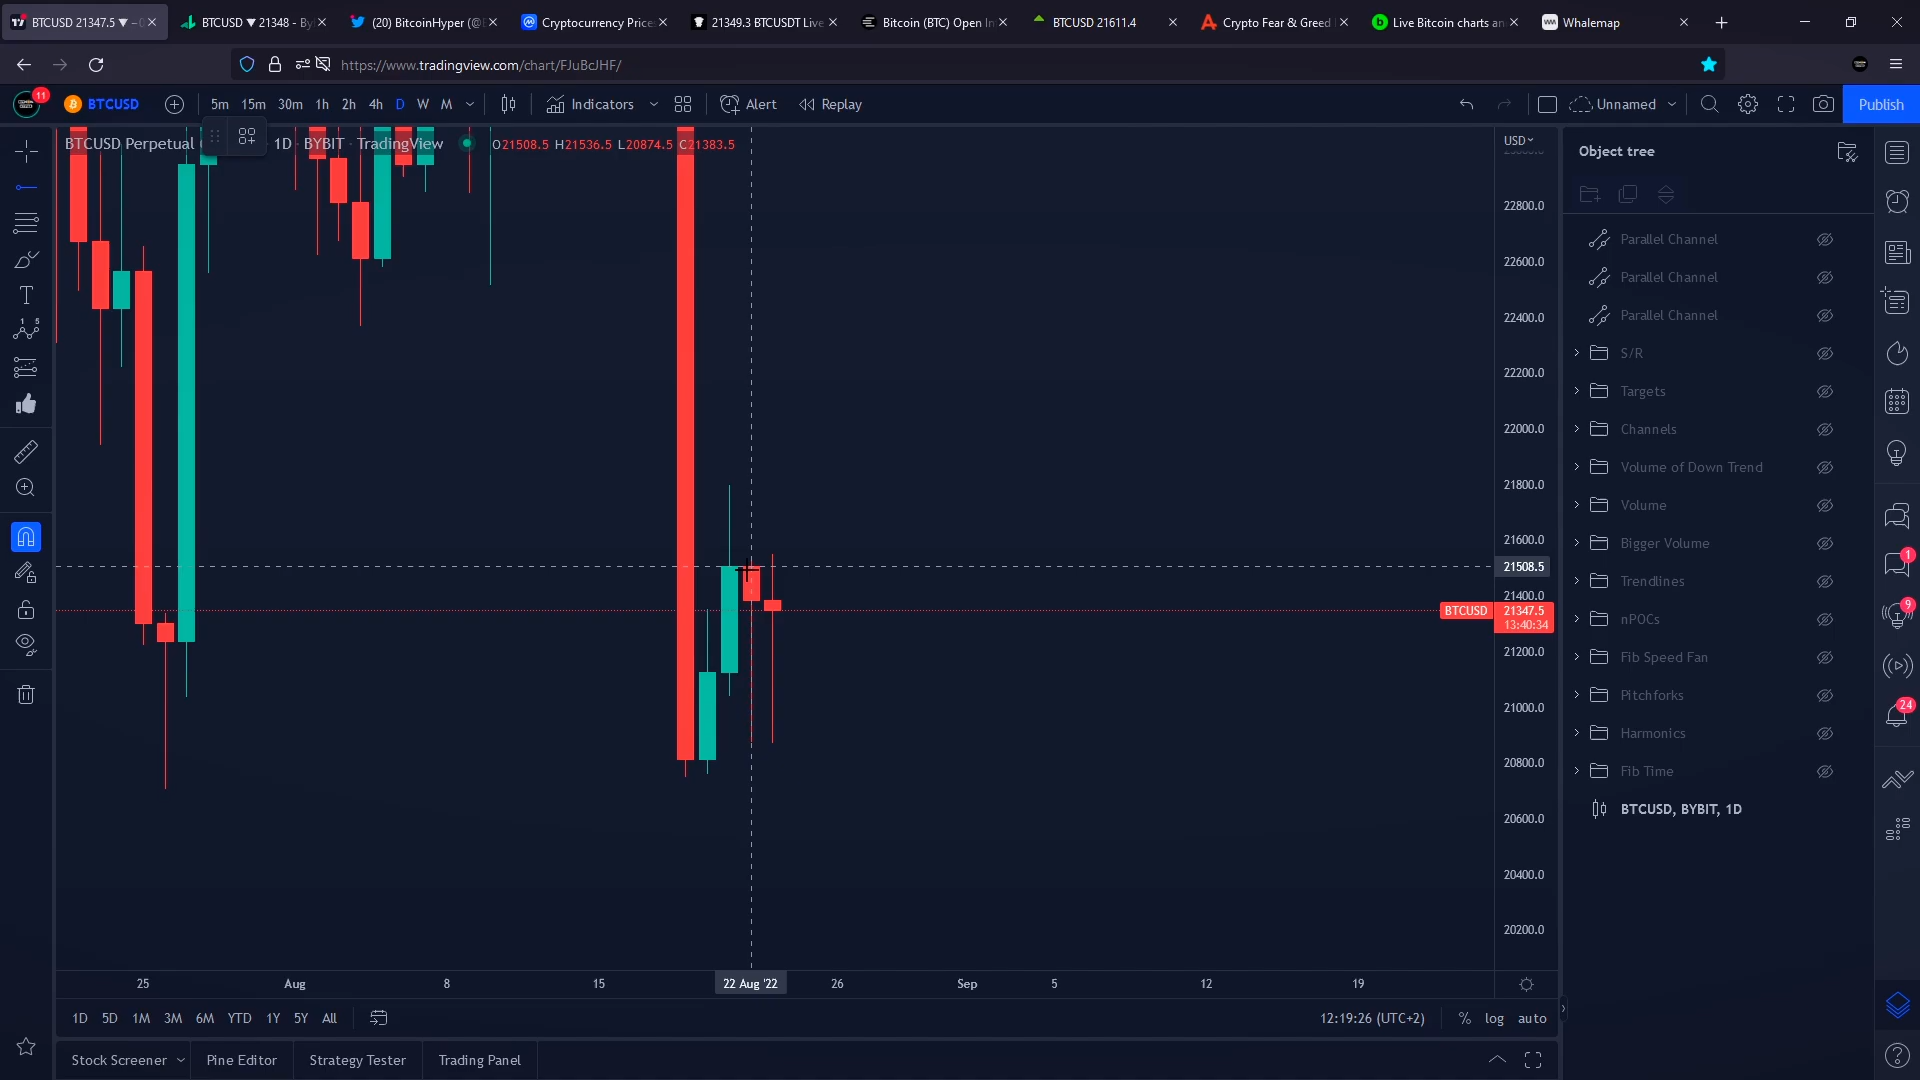 BTCUSD 21347.5 ▼ −0
BTCUSD ▼ 21348 - By
(20) BitcoinHyper (@B
Cryptocurrency Price
21349.3 BTCUSDT Live
Bitcoin (BTC) Open In
BTCUSD 21611.4
Crypto Fear & Greed
Live Bitcoin charts an
Whalemap
https://www.tradingview.com/chart/FJuBcJHF/
11
BTCUSD
5m 15m 30m 1h 2h 4h D W M
Indicators
Alert
Replay
Unnamed
Publish
BTCUSD Perpetual 1D · BYBIT · TradingView
O21508.5 H21536.5 L20874.5 C21383.5
USD
22800.0
22600.0
22400.0
22200.0
22000.0
21800.0
21600.0
21508.5
21400.0
BTCUSD 21347.5
13:40:34
21200.0
21000.0
20800.0
20600.0
20400.0
20200.0
25 Aug 8 15 22 Aug '22 26 Sep 5 12 19
1D 5D 1M 3M 6M YTD 1Y 5Y All
12:19:26 (UTC+2) % log auto
Stock Screener Pine Editor Strategy Tester Trading Panel
Object tree
Parallel Channel
Parallel Channel
Parallel Channel
S/R
Targets
Channels
Volume of Down Trend
Volume
Bigger Volume
Trendlines
nPOCs
Fib Speed Fan
Pitchforks
Harmonics
Fib Time
BTCUSD, BYBIT, 1D
1
9
24